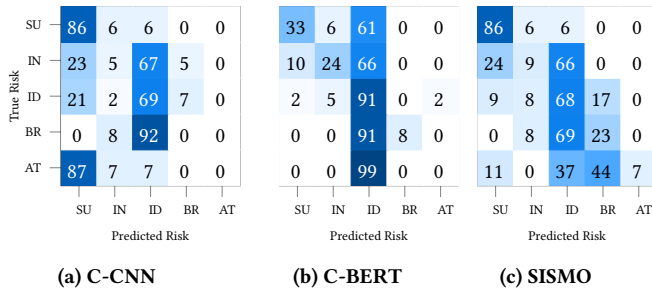 SU 86 6 6 0 0 33 6 61 0 0 86 6 6 0 0
IN 23 5 67 5 0 10 24 66 0 0 24 9 66 0 0
ID 21 2 69 7 0 2 5 91 0 2 9 8 68 17 0
BR 0 8 92 0 0 0 0 91 8 0 0 8 69 23 0
AT 87 7 7 0 0 0 0 99 0 0 11 0 37 44 7
True Risk
SU IN ID BR AT SU IN ID BR AT SU IN ID BR AT
Predicted Risk Predicted Risk Predicted Risk
(a) C-CNN (b) C-BERT (c) SISMO